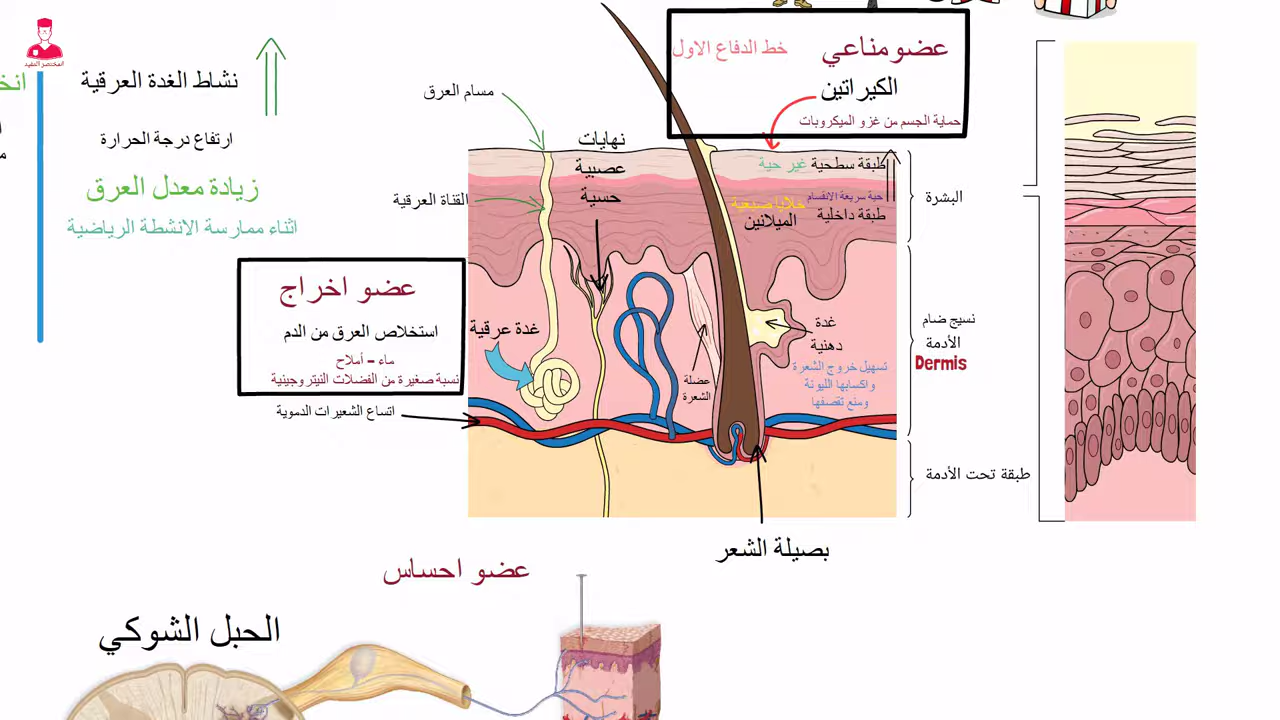 عضو مناعي
خط الدفاع الاول
الكيراتين
حماية الجسم من غزو الميكروبات
مسام العرق
نهايات
عصبية
حسية
القناة العرقية
طبقة سطحية غير حية
حية سريعة الانقسام
خلايا صبغية
طبقة داخلية
الميلانين
البشرة
نشاط الغدة العرقية
ارتفاع درجة الحرارة
زيادة معدل العرق
اثناء ممارسة الانشطة الرياضية
المختصر المفيد
عضو اخراج
استخلاص العرق من الدم
ماء - أملاح
نسبة صغيرة من الفضلات النيتروجينية
اتساع الشعيرات الدموية
غدة عرقية
عضلة
الشعرة
غدة
دهنية
تسهيل خروج الشعرة
واكسابها الليونة
ومنع تقصفها
نسيج ضام
الأدمة
Dermis
طبقة تحت الأدمة
بصيلة الشعر
عضو احساس
الحبل الشوكي